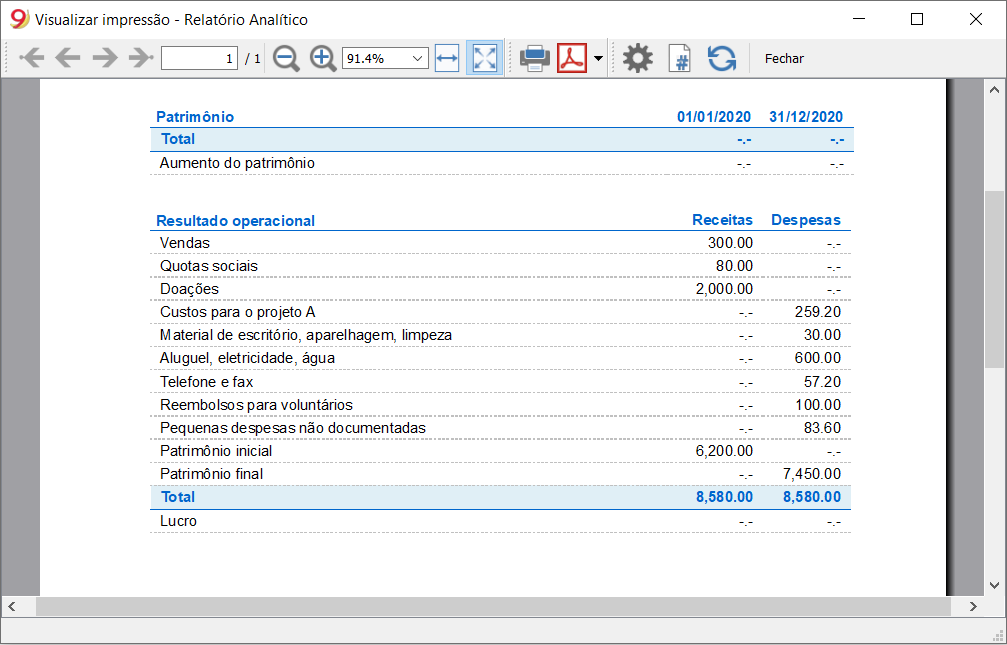 Visualizar impressão - Relatório Analítico
1 / 1 91.4% # Fechar
Patrimônio 01/01/2020 31/12/2020
Total -.- -.-
Aumento do patrimônio -.- -.-
Resultado operacional Receitas Despesas
Vendas 300.00 -.-
Quotas sociais 80.00 -.-
Doações 2,000.00 -.-
Custos para o projeto A -.- 259.20
Material de escritório, aparelhagem, limpeza -.- 30.00
Aluguel, eletricidade, água -.- 600.00
Telefone e fax -.- 57.20
Reembolsos para voluntários -.- 100.00
Pequenas despesas não documentadas -.- 83.60
Patrimônio inicial 6,200.00 -.-
Patrimônio final -.- 7,450.00
Total 8,580.00 8,580.00
Lucro -.- -.-